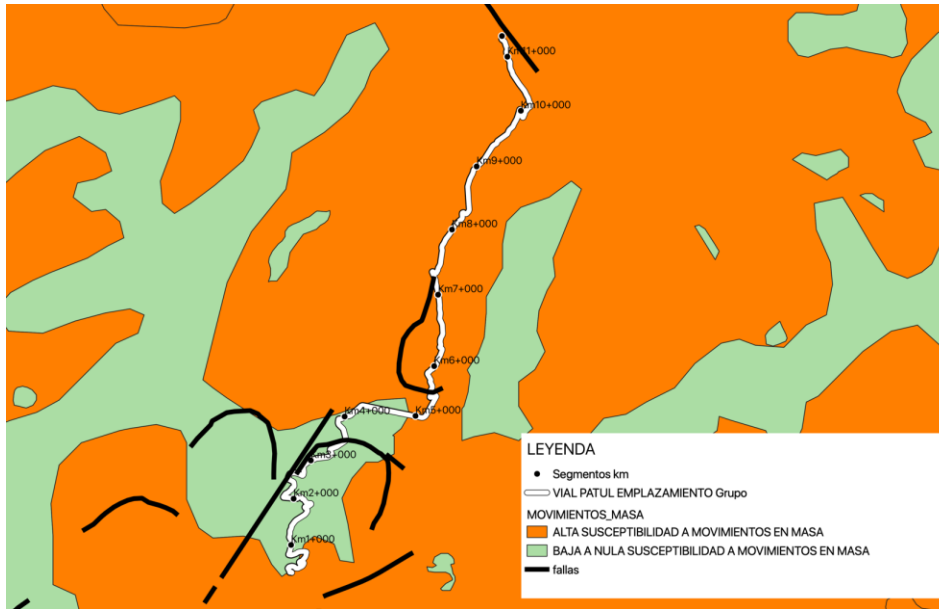 Km11+000
Km10+000
Km9+000
Km8+000
Km7+000
Km6+000
Km4+000
Km5+000
Km3+000
Km2+000
Km1+000
LEYENDA
Segmentos km
VIAL PATUL EMPLAZAMIENTO Grupo
MOVIMIENTOS_MASA
ALTA SUSCEPTIBILIDAD A MOVIMIENTOS EN MASA
BAJA A NULA SUSCEPTIBILIDAD A MOVIMIENTOS EN MASA
fallas